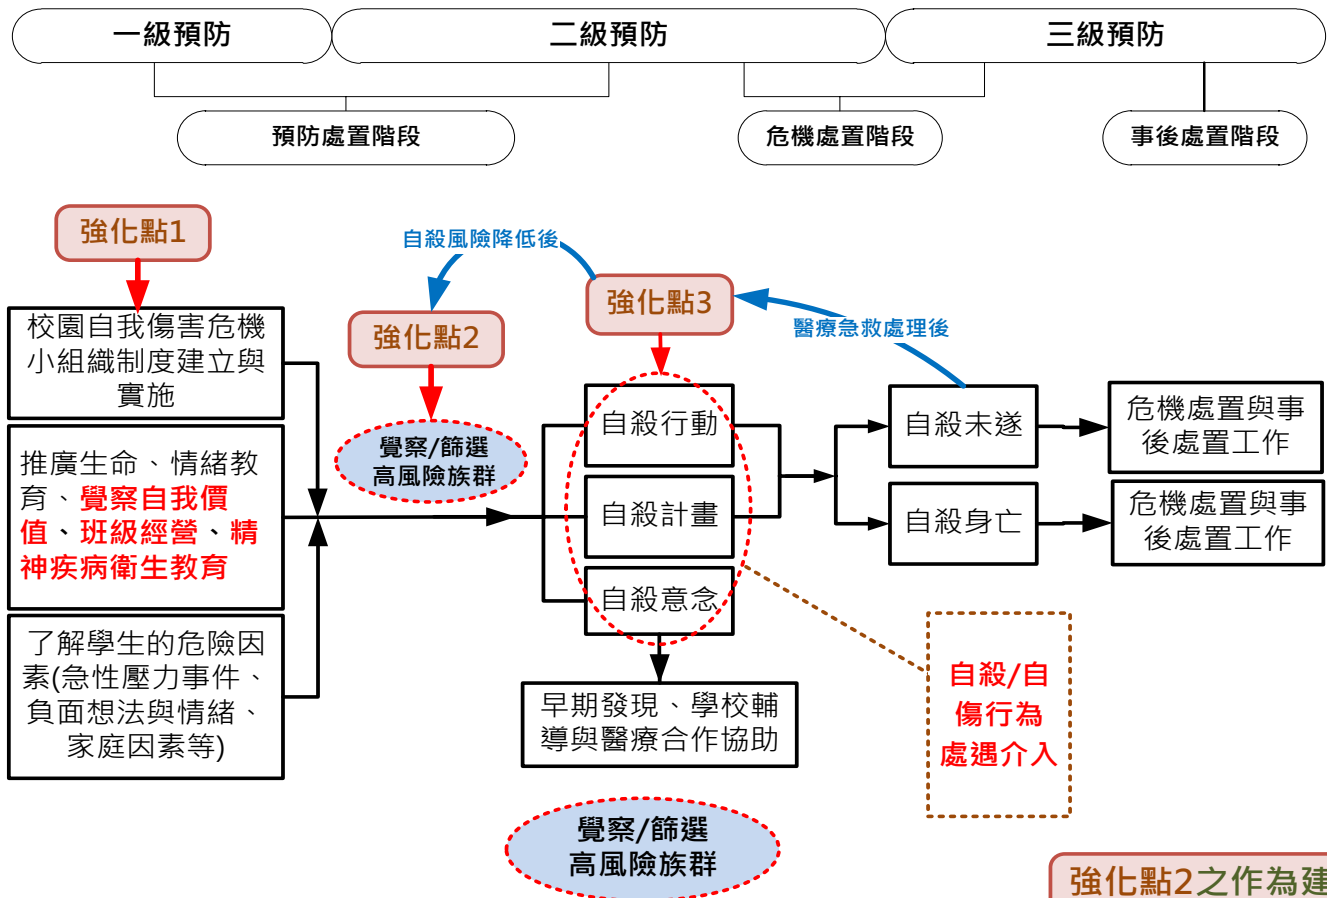 一級預防
二級預防
三級預防
預防處置階段
危機處置階段
事後處置階段
強化點1
自殺風險降低後
強化點2
強化點3
醫療急救處理後
校園自我傷害危機
小組織制度建立與
實施
推廣生命、情緒教
育、覺察自我價
值、班級經營、精
神疾病衛生教育
了解學生的危險因
素(急性壓力事件、
負面想法與情緒、
家庭因素等)
覺察/篩選
高風險族群
自殺行動
自殺計畫
自殺意念
早期發現、學校輔
導與醫療合作協助
自殺未遂
自殺身亡
危機處置與事
後處置工作
危機處置與事
後處置工作
自殺/自
傷行為
處遇介入
覺察/篩選
高風險族群
強化點2之作為建